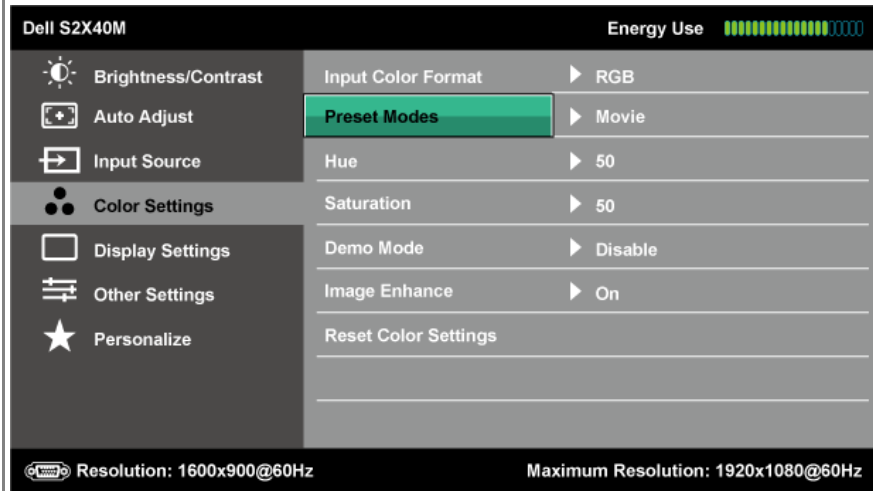 Dell S2X40M Energy Use
Brightness/Contrast
Auto Adjust
Input Source
Color Settings
Display Settings
Other Settings
Personalize
Input Color Format RGB
Preset Modes Movie
Hue 50
Saturation 50
Demo Mode Disable
Image Enhance On
Reset Color Settings
Resolution: 1600x900@60Hz Maximum Resolution: 1920x1080@60Hz